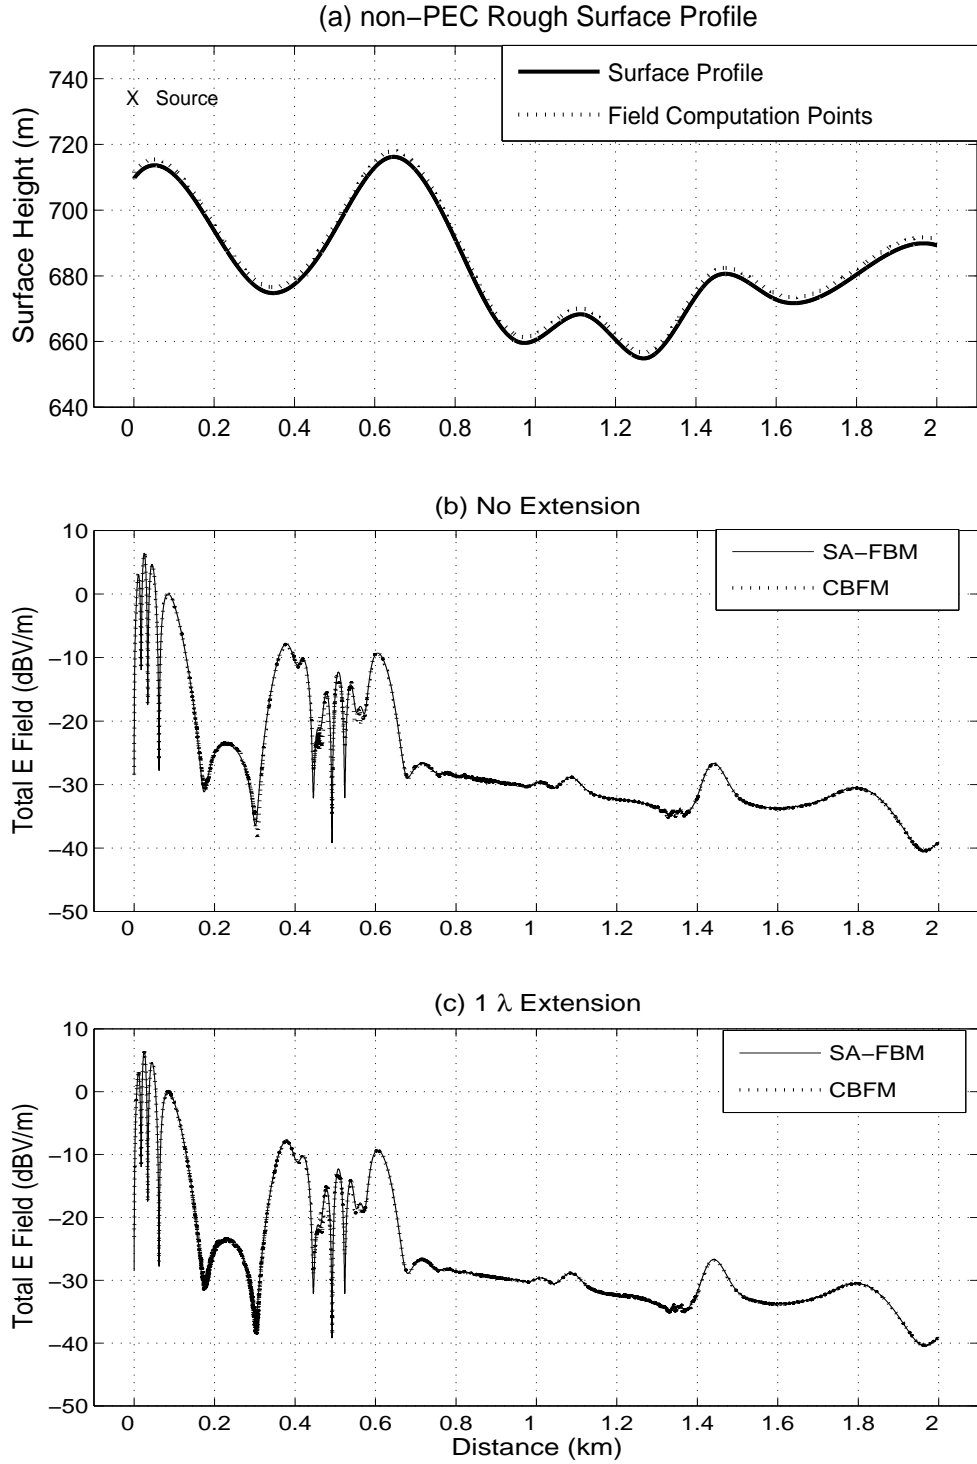 (a) non−PEC Rough Surface Profile
Surface Height (m)
740
720
700
680
660
640
X Source
Surface Profile
Field Computation Points
0 0.2 0.4 0.6 0.8 1 1.2 1.4 1.6 1.8 2
(b) No Extension
Total E Field (dBV/m)
10
0
−10
−20
−30
−40
−50
SA−FBM
CBFM
0 0.2 0.4 0.6 0.8 1 1.2 1.4 1.6 1.8 2
(c) 1 λ Extension
Total E Field (dBV/m)
10
0
−10
−20
−30
−40
−50
SA−FBM
CBFM
0 0.2 0.4 0.6 0.8 1 1.2 1.4 1.6 1.8 2
Distance (km)